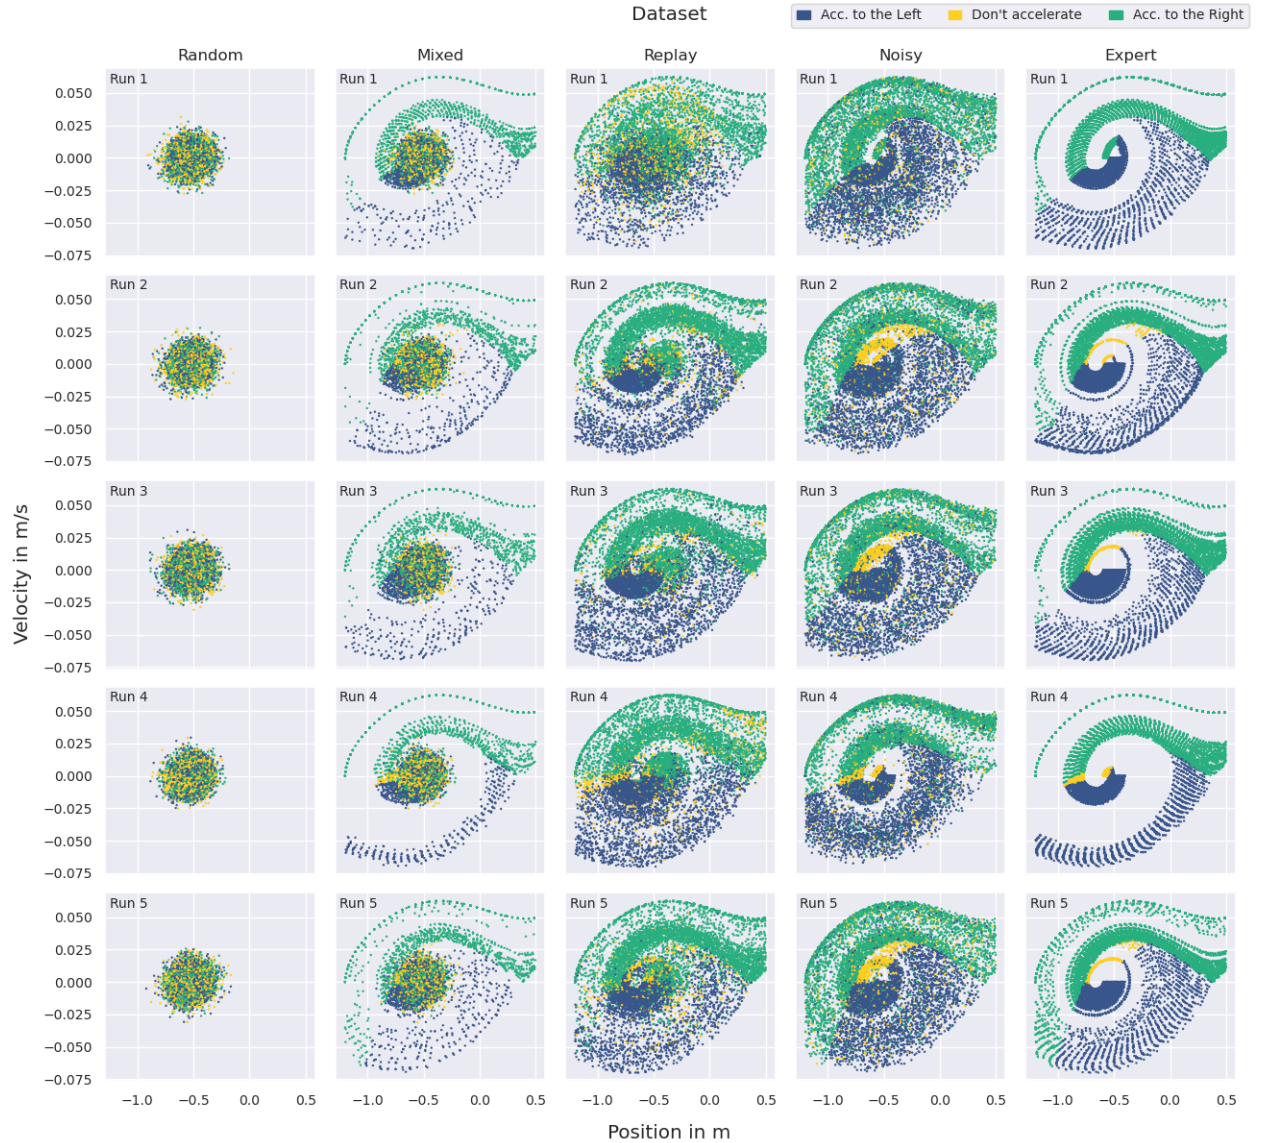 Dataset
Acc. to the Left Don't accelerate Acc. to the Right
Random Mixed Replay Noisy Expert
Run 1 Run 1 Run 1 Run 1 Run 1
0.050
0.025
0.000
−0.025
−0.050
−0.075
Run 2 Run 2 Run 2 Run 2 Run 2
0.050
0.025
0.000
−0.025
−0.050
−0.075
Run 3 Run 3 Run 3 Run 3 Run 3
0.050
0.025
0.000
−0.025
−0.050
−0.075
Run 4 Run 4 Run 4 Run 4 Run 4
0.050
0.025
0.000
−0.025
−0.050
−0.075
Run 5 Run 5 Run 5 Run 5 Run 5
0.050
0.025
0.000
−0.025
−0.050
−0.075
−1.0 −0.5 0.0 0.5 −1.0 −0.5 0.0 0.5 −1.0 −0.5 0.0 0.5 −1.0 −0.5 0.0 0.5 −1.0 −0.5 0.0 0.5
Velocity in m/s
Position in m